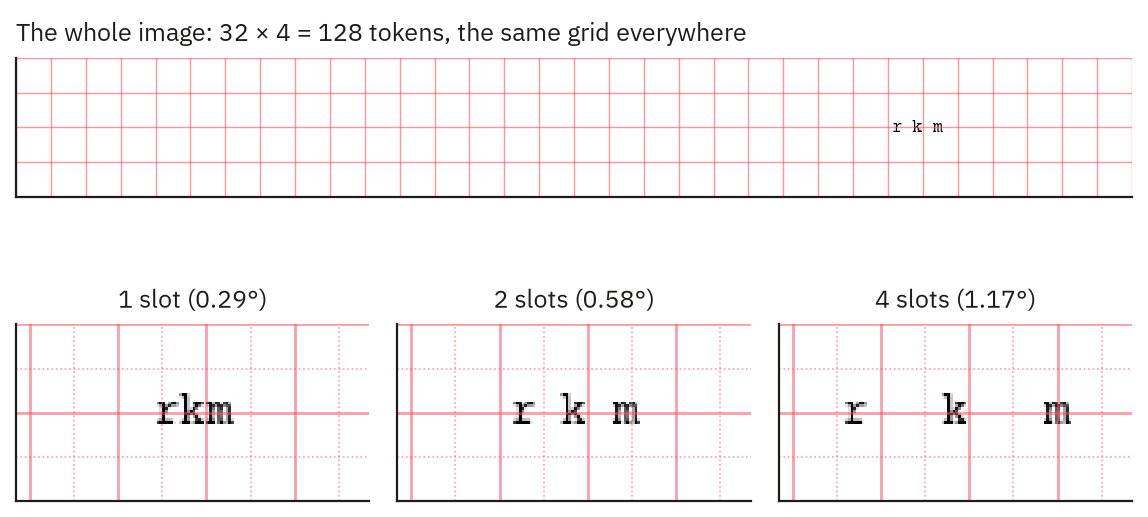 The whole image: 32 × 4 = 128 tokens, the same grid everywhere
r k m
1 slot (0.29°) 2 slots (0.58°) 4 slots (1.17°)
rkm r k m r k m